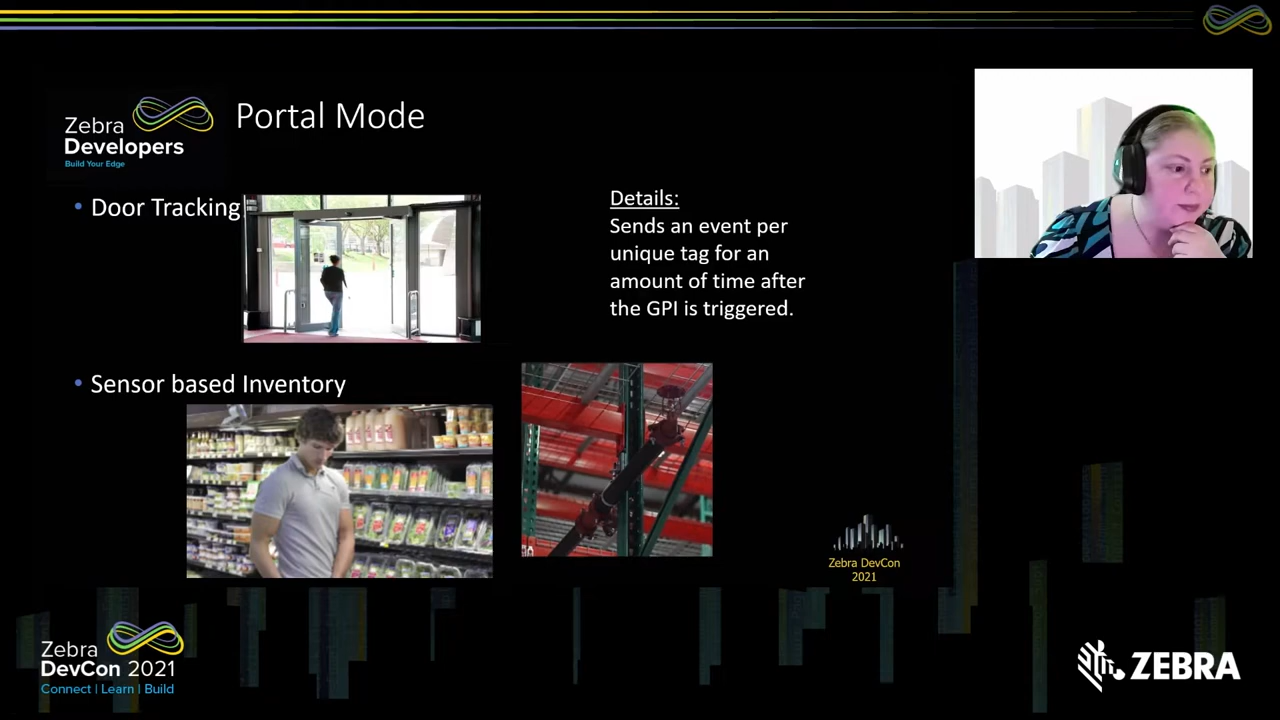 Zebra
Developers
Build Your Edge
Portal Mode
Door Tracking
Details:
Sends an event per
unique tag for an
amount of time after
the GPI is triggered.
Sensor based Inventory
Zebra DevCon
2021
Zebra
DevCon 2021
Connect | Learn | Build
ZEBRA